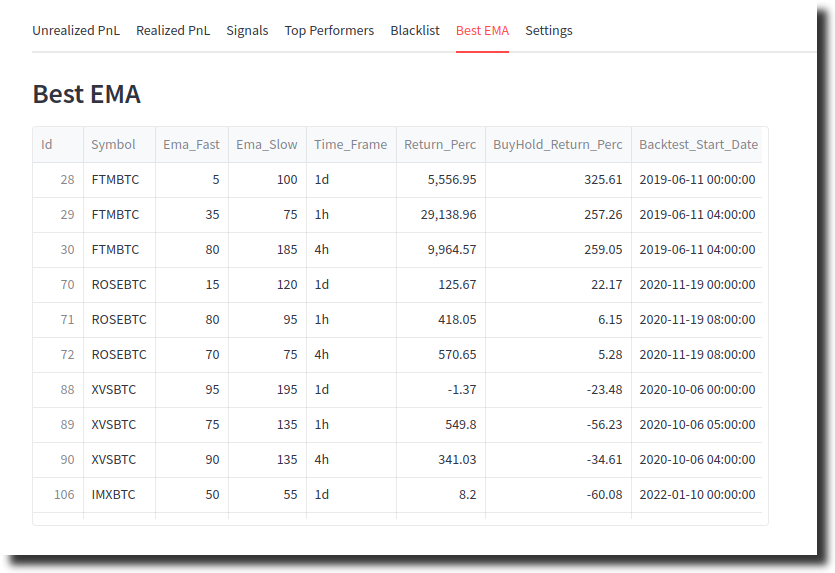 Unrealized PnL Realized PnL Signals Top Performers Blacklist Best EMA Settings
Best EMA
Id Symbol Ema_Fast Ema_Slow Time_Frame Return_Perc BuyHold_Return_Perc Backtest_Start_Date
28 FTMBTC 5 100 1d 5,556.95 325.61 2019-06-11 00:00:00
29 FTMBTC 35 75 1h 29,138.96 257.26 2019-06-11 04:00:00
30 FTMBTC 80 185 4h 9,964.57 259.05 2019-06-11 04:00:00
70 ROSEBTC 15 120 1d 125.67 22.17 2020-11-19 00:00:00
71 ROSEBTC 80 95 1h 418.05 6.15 2020-11-19 08:00:00
72 ROSEBTC 70 75 4h 570.65 5.28 2020-11-19 08:00:00
88 XVSBTC 95 195 1d -1.37 -23.48 2020-10-06 00:00:00
89 XVSBTC 75 135 1h 549.8 -56.23 2020-10-06 05:00:00
90 XVSBTC 90 135 4h 341.03 -34.61 2020-10-06 04:00:00
106 IMXBTC 50 55 1d 8.2 -60.08 2022-01-10 00:00:00